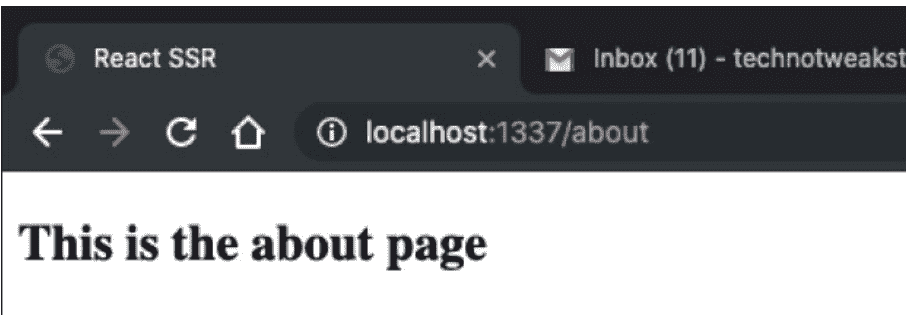 React SSR
Inbox (11) - technotweakst
localhost:1337/about
This is the about page